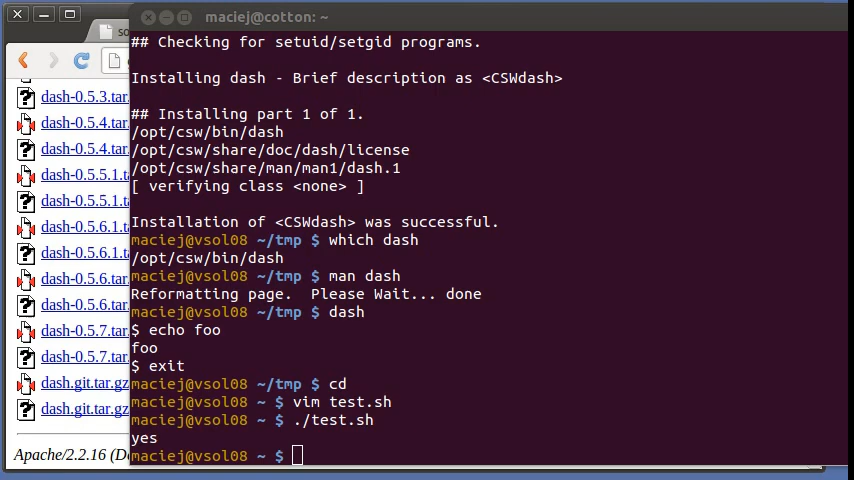 maciej@cotton: ~
so
g
dash-0.5.3.tar.
dash-0.5.4.tar.
dash-0.5.4.tar.
dash-0.5.5.1.ta
dash-0.5.5.1.ta
dash-0.5.6.1.ta
dash-0.5.6.1.ta
dash-0.5.6.tar.
dash-0.5.6.tar.
dash-0.5.7.tar.
dash-0.5.7.tar.
dash.git.tar.gz
dash.git.tar.gz
Apache/2.2.16 (De
## Checking for setuid/setgid programs.
Installing dash - Brief description as <CSWdash>
## Installing part 1 of 1.
/opt/csw/bin/dash
/opt/csw/share/doc/dash/license
/opt/csw/share/man/man1/dash.1
[ verifying class <none> ]
Installation of <CSWdash> was successful.
maciej@vsol08 ~/tmp $ which dash
/opt/csw/bin/dash
maciej@vsol08 ~/tmp $ man dash
Reformatting page.  Please Wait... done
maciej@vsol08 ~/tmp $ dash
$ echo foo
foo
$ exit
maciej@vsol08 ~/tmp $ cd
maciej@vsol08 ~ $ vim test.sh
maciej@vsol08 ~ $ ./test.sh
yes
maciej@vsol08 ~ $